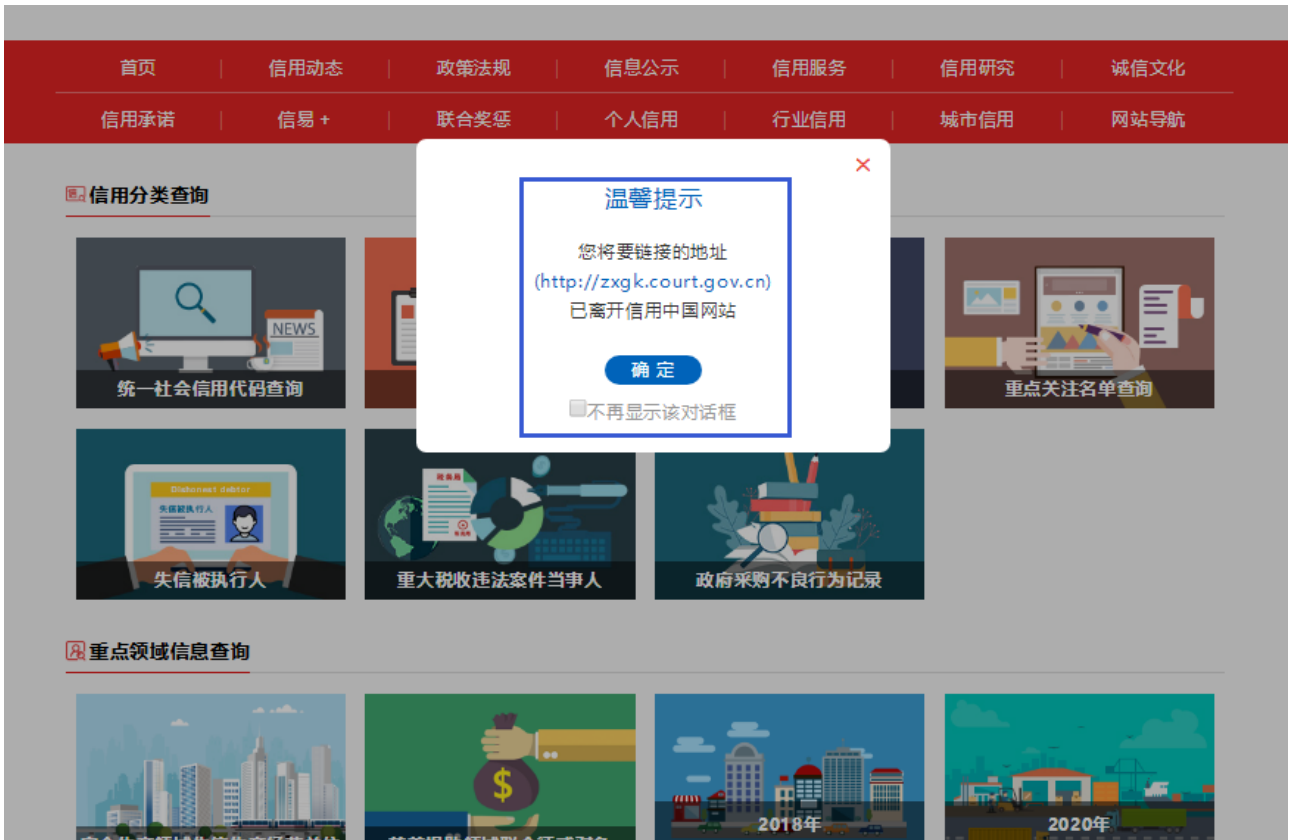 首页
信用动态
政策法规
信息公示
信用服务
信用研究
诚信文化
信用承诺
信易 +
联合奖惩
个人信用
行业信用
城市信用
网站导航
信用分类查询
温馨提示
您将要链接的地址
(http://zxgk.court.gov.cn)
已离开信用中国网站
确 定
不再显示该对话框
NEWS
统一社会信用代码查询
重点关注名单查询
Dishonest debtor
失信被执行人
失信被执行人
税务局
重大税收违法案件当事人
政府采购不良行为记录
重点领域信息查询
$
2018年
2020年